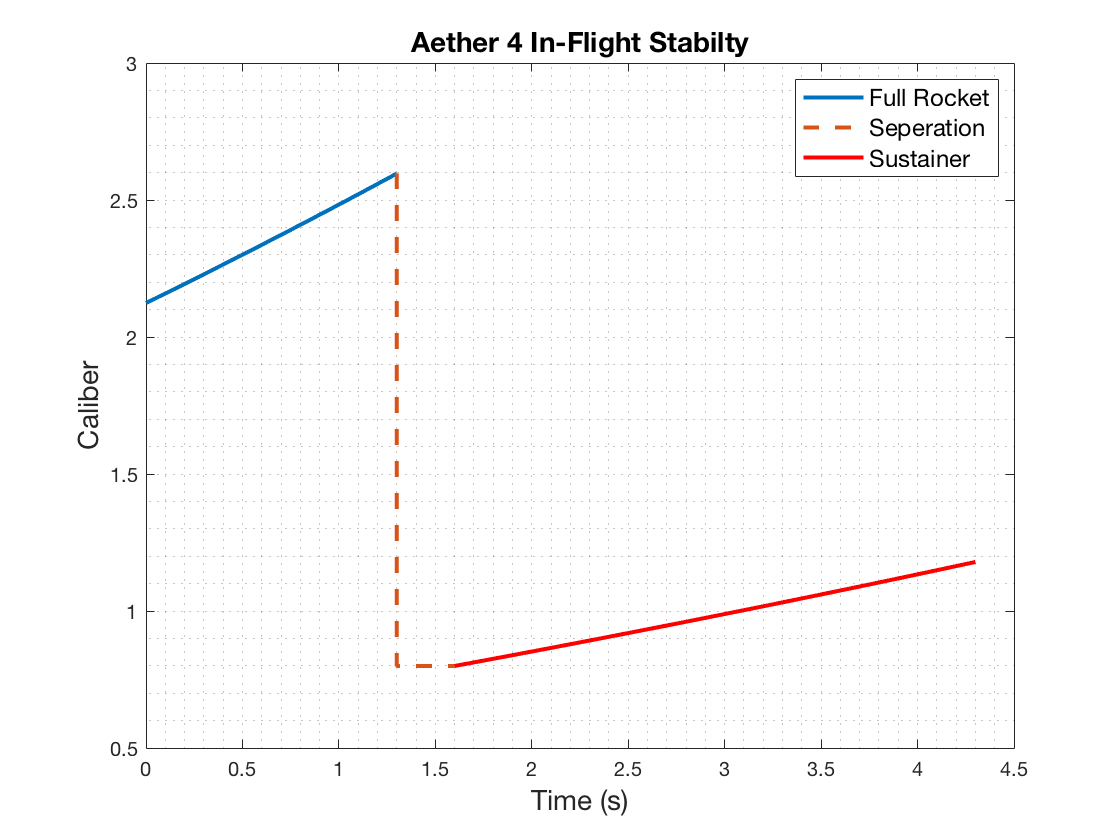 Aether 4 In-Flight Stabilty
3
2.5
2
1.5
1
0.5
Caliber
Full Rocket
Seperation
Sustainer
0 0.5 1 1.5 2 2.5 3 3.5 4 4.5
Time (s)